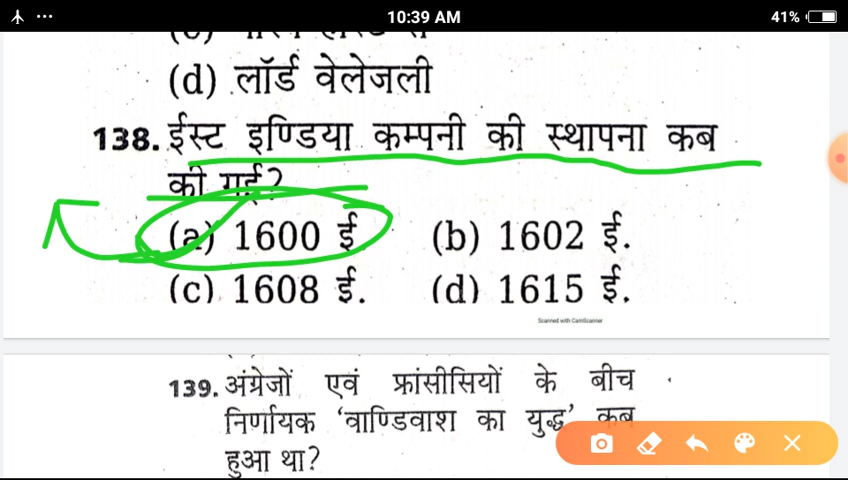 10:39 AM
41%
(d) लॉर्ड वेलेजली
138. ईस्ट इण्डिया कम्पनी की स्थापना कब
की गई?
(a) 1600 ई
(b) 1602 ई.
(c) 1608 ई.
(d) 1615 ई.
Scanned with CamScanner
139. अंग्रेजों एवं फ्रांसीसियों के बीच
निर्णायक ‘वाण्डिवाश का युद्ध’ कब
हुआ था?